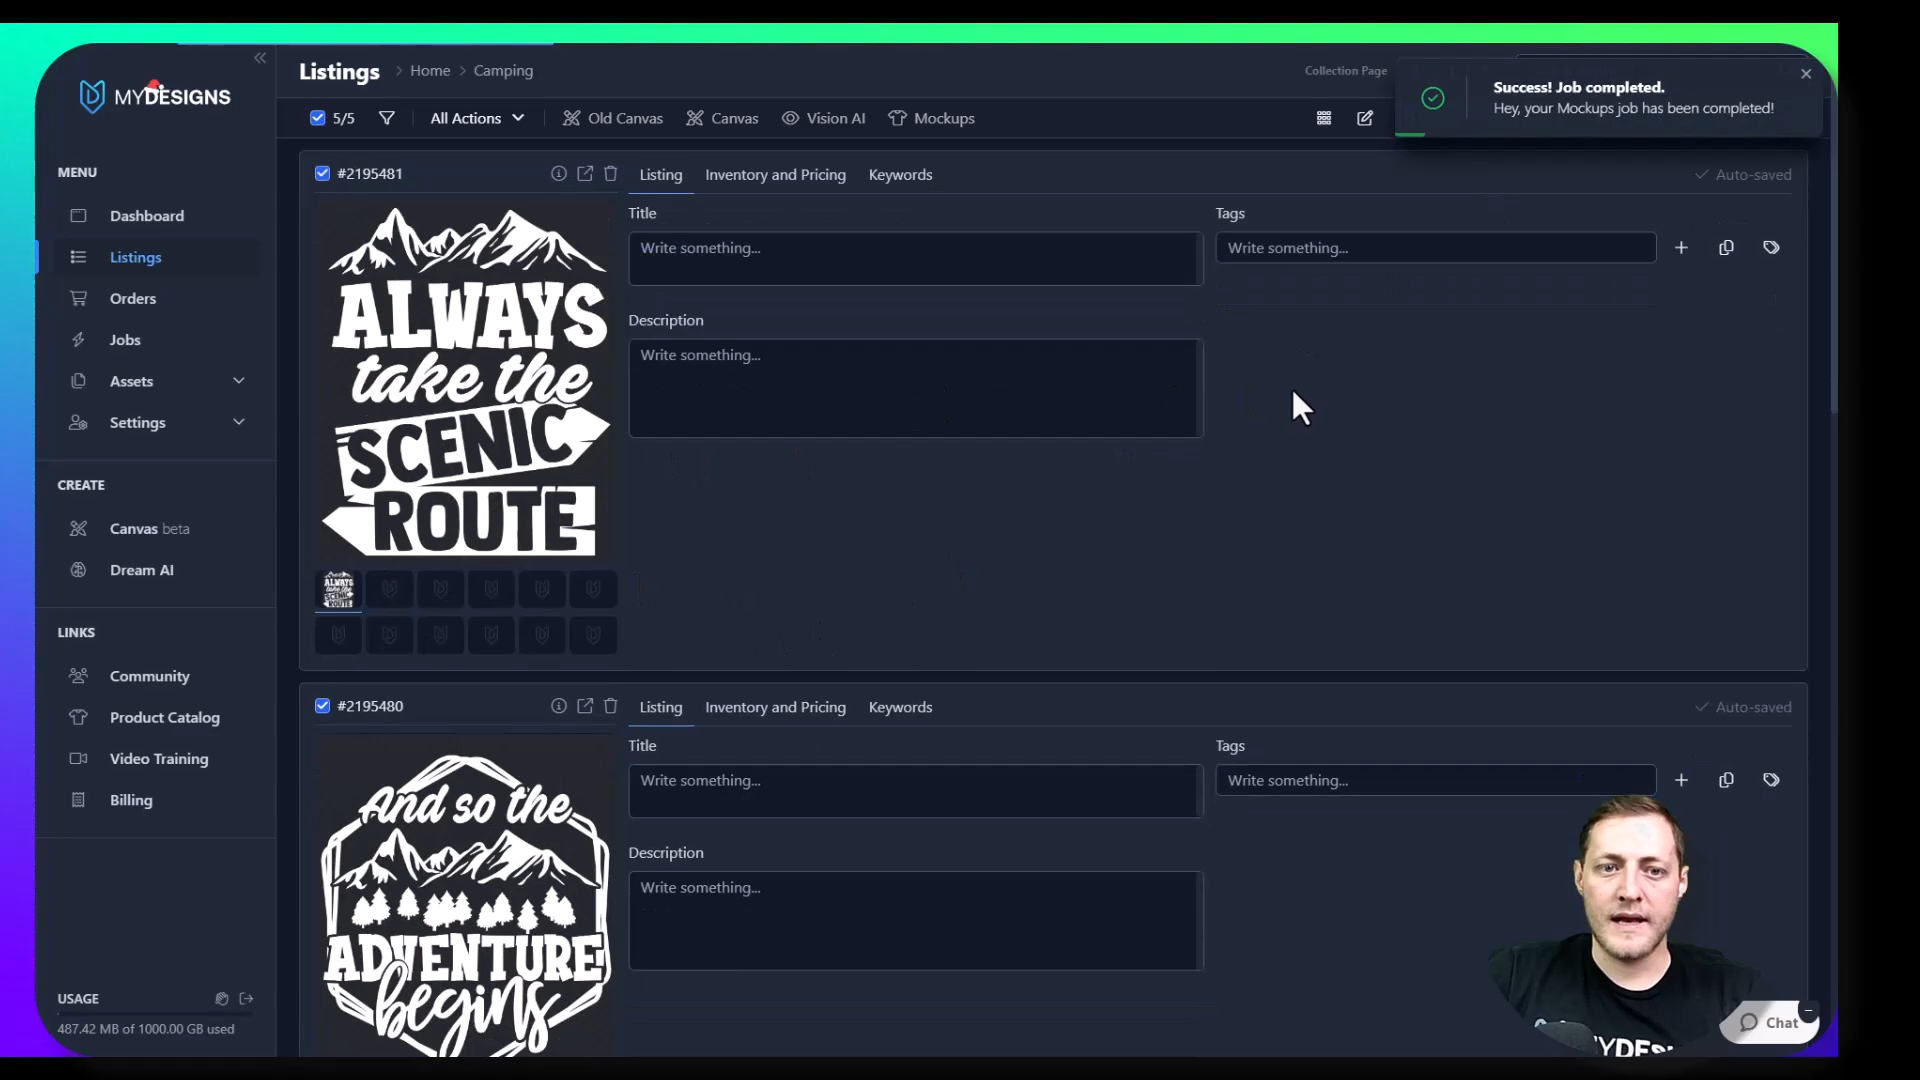 MYDESIGNS
MENU
Dashboard
Listings
Orders
Jobs
Assets
Settings
CREATE
Canvas beta
Dream AI
LINKS
Community
Product Catalog
Video Training
Billing
USAGE
487.42 MB of 1000.00 GB used
Listings > Home > Camping
Collection Page
5/5
All Actions
Old Canvas
Canvas
Vision AI
Mockups
Success! Job completed.
Hey, your Mockups job has been completed!
#2195481
Listing
Inventory and Pricing
Keywords
Auto-saved
ALWAYS
take the
SCENIC
ROUTE
ALWAYS
take the
SCENIC
ROUTE
Title
Write something...
Tags
Write something...
Description
Write something...
#2195480
Listing
Inventory and Pricing
Keywords
Auto-saved
And so the
ADVENTURE
begins
Title
Write something...
Tags
Write something...
Description
Write something...
Chat